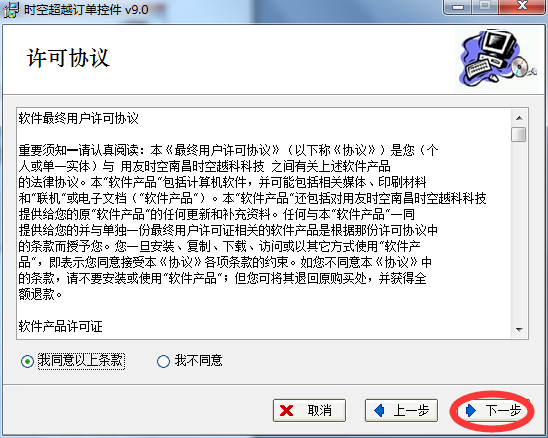 时空超越订单控件 v9.0
许可协议
软件最终用户许可协议
重要须知—请认真阅读：本《最终用户许可协议》（以下称《协议》）是您（个
人或单一实体）与 用友时空南昌时空越科科技 之间有关上述软件产品
的法律协议。本“软件产品”包括计算机软件，并可能包括相关媒体、印刷材料
和“联机”或电子文档（“软件产品”）。本“软件产品”还包括对用友时空南昌时空越科科技
提供给您的原“软件产品”的任何更新和补充资料。任何与本“软件产品”一同
提供给您的并与单独一份最终用户许可证相关的软件产品是根据那份许可协议中
的条款而授予您。您一旦安装、复制、下载、访问或以其它方式使用“软件产
品”，即表示您同意接受本《协议》各项条款的约束。如您不同意本《协议》中
的条款，请不要安装或使用“软件产品”；但您可将其退回原购买处，并获得全
额退款。
软件产品许可证
我同意以上条款
我不同意
取消
上一步
下一步